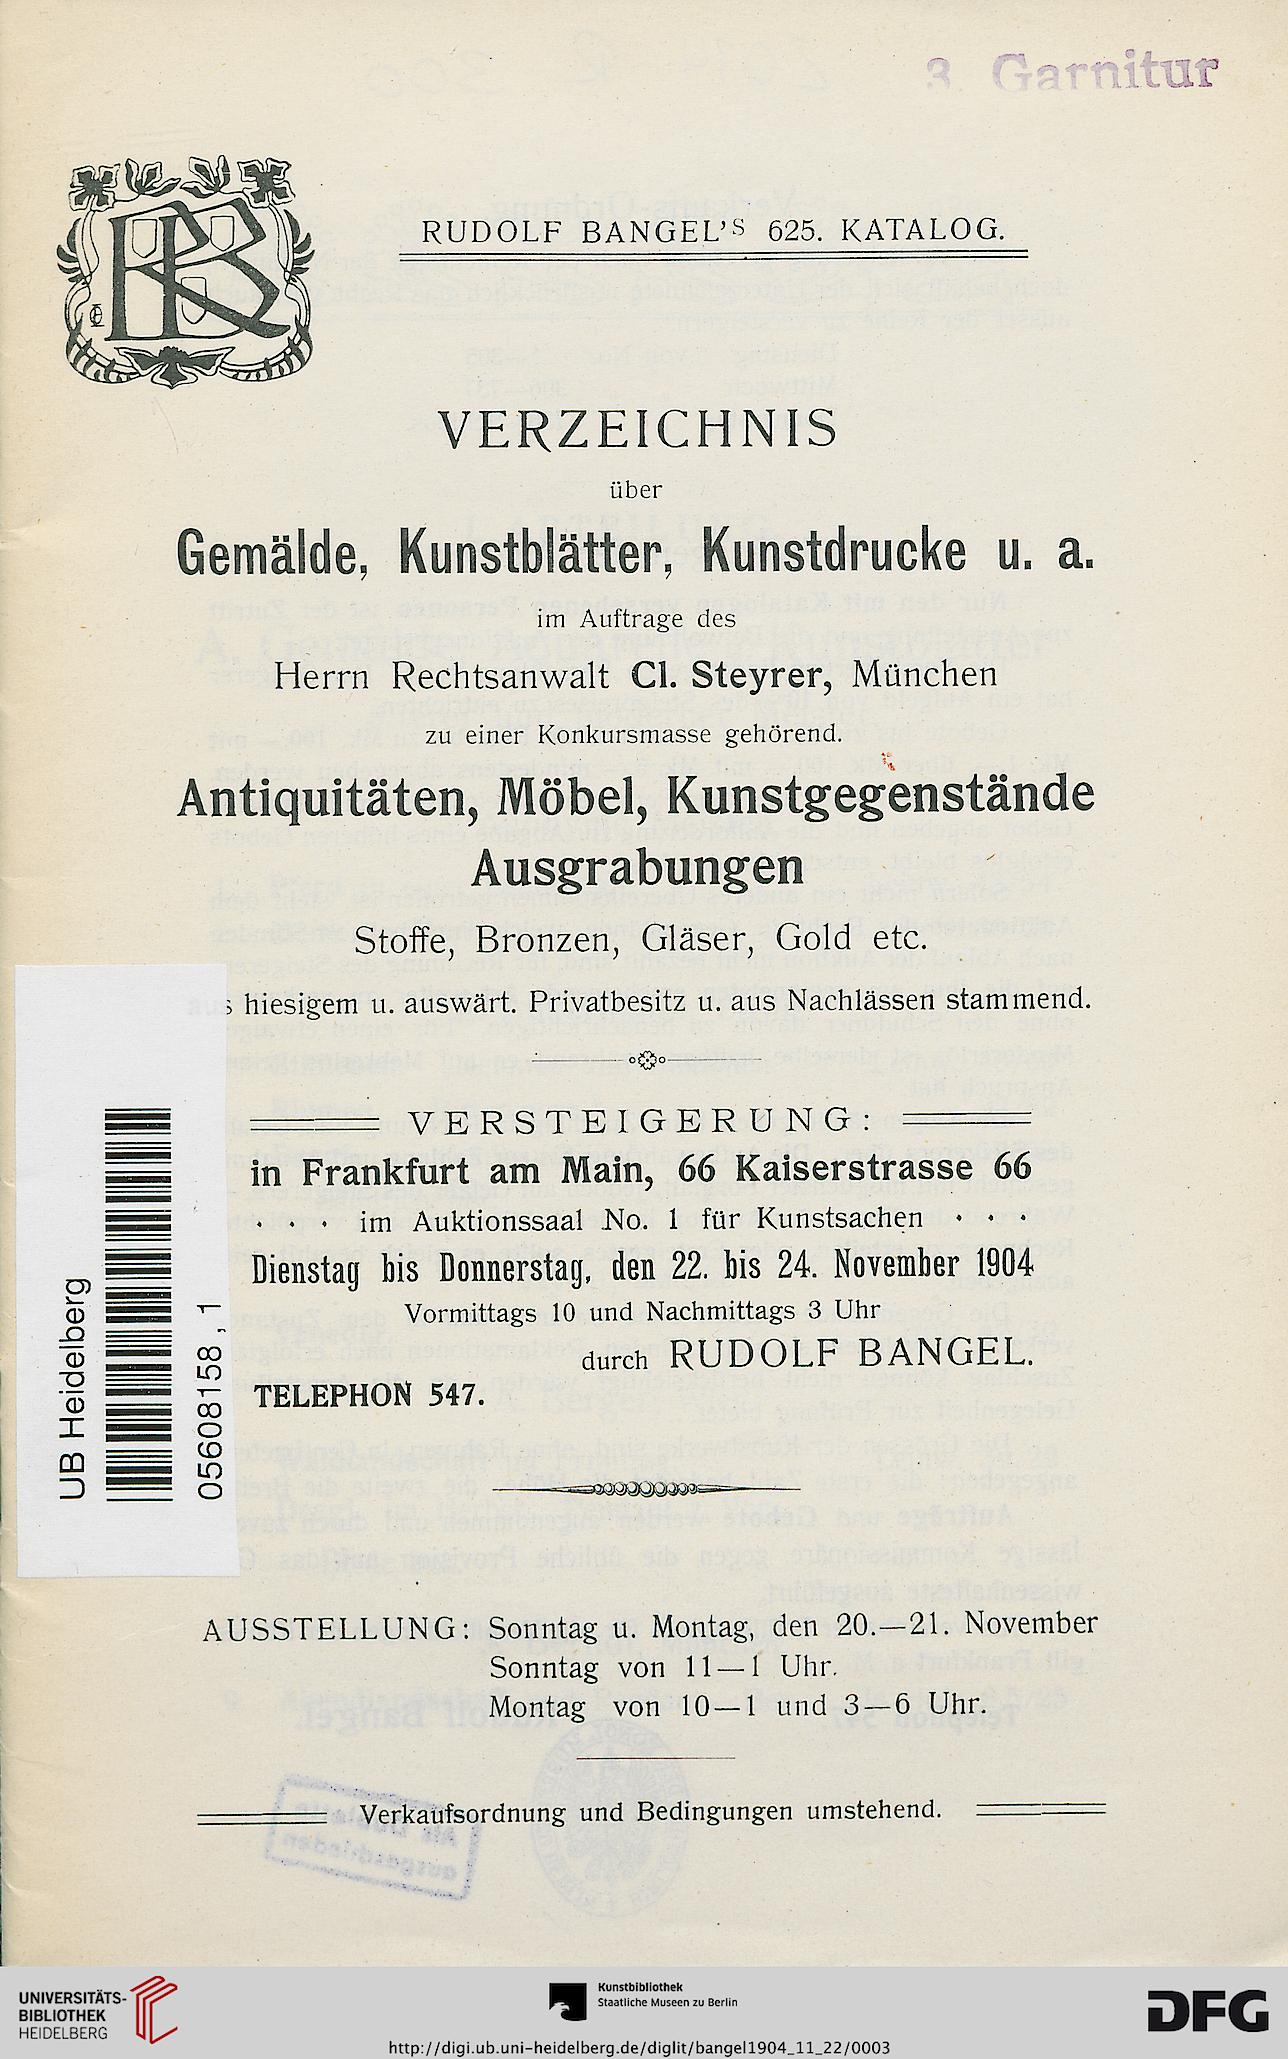 3. Garnitur
RUDOLF BANGEL'S 625. KATALOG.
VERZEICHNIS
über
Gemälde, Kunstblätter, Kunstdrucke u. a.
im Auftrage des
Herrn Rechtsanwalt Cl. Steyrer, München
zu einer Konkursmasse gehörend.
Antiquitäten, Möbel, Kunstgegenstände
Ausgrabungen
Stoffe, Bronzen, Gläser, Gold etc.
s hiesigem u. auswärt. Privatbesitz u. aus Nachlässen stammend.
VERSTEIGERUNG:
in Frankfurt am Main, 66 Kaiserstrasse 66
· · · im Auktionssaal No. 1 für Kunstsachen · · ·
Dienstag bis Donnerstag, den 22. bis 24. November 1904
Vormittags 10 und Nachmittags 3 Uhr
durch RUDOLF BANGEL.
TELEPHON 547.
UB Heidelberg
05608158,1
AUSSTELLUNG: Sonntag u. Montag, den 20.—21. November
Sonntag von 11—1 Uhr.
Montag von 10—1 und 3—6 Uhr.
Verkaufsordnung und Bedingungen umstehend.
UNIVERSITÄTS-
BIBLIOTHEK
HEIDELBERG
Kunstbibliothek
Staatliche Museen zu Berlin
DFG
http://digi.ub.uni-heidelberg.de/diglit/bangel1904_11_22/0003